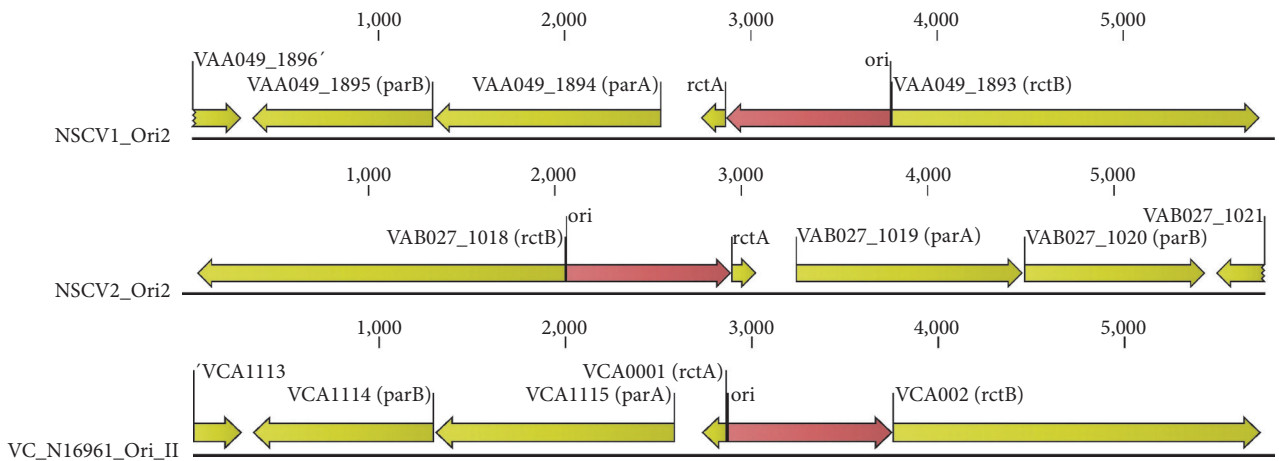 1,000 2,000 3,000 4,000 5,000
VAA049_1896´ ori
VAA049_1895 (parB) VAA049_1894 (parA) rctA VAA049_1893 (rctB)
NSCV1_Ori2
1,000 2,000 3,000 4,000 5,000
ori VAB027_1021
VAB027_1018 (rctB) rctA VAB027_1019 (parA) VAB027_1020 (parB)
NSCV2_Ori2
1,000 2,000 3,000 4,000 5,000
´VCA1113 VCA0001 (rctA)
VCA1114 (parB) VCA1115 (parA) ori VCA002 (rctB)
VC_N16961_Ori_II